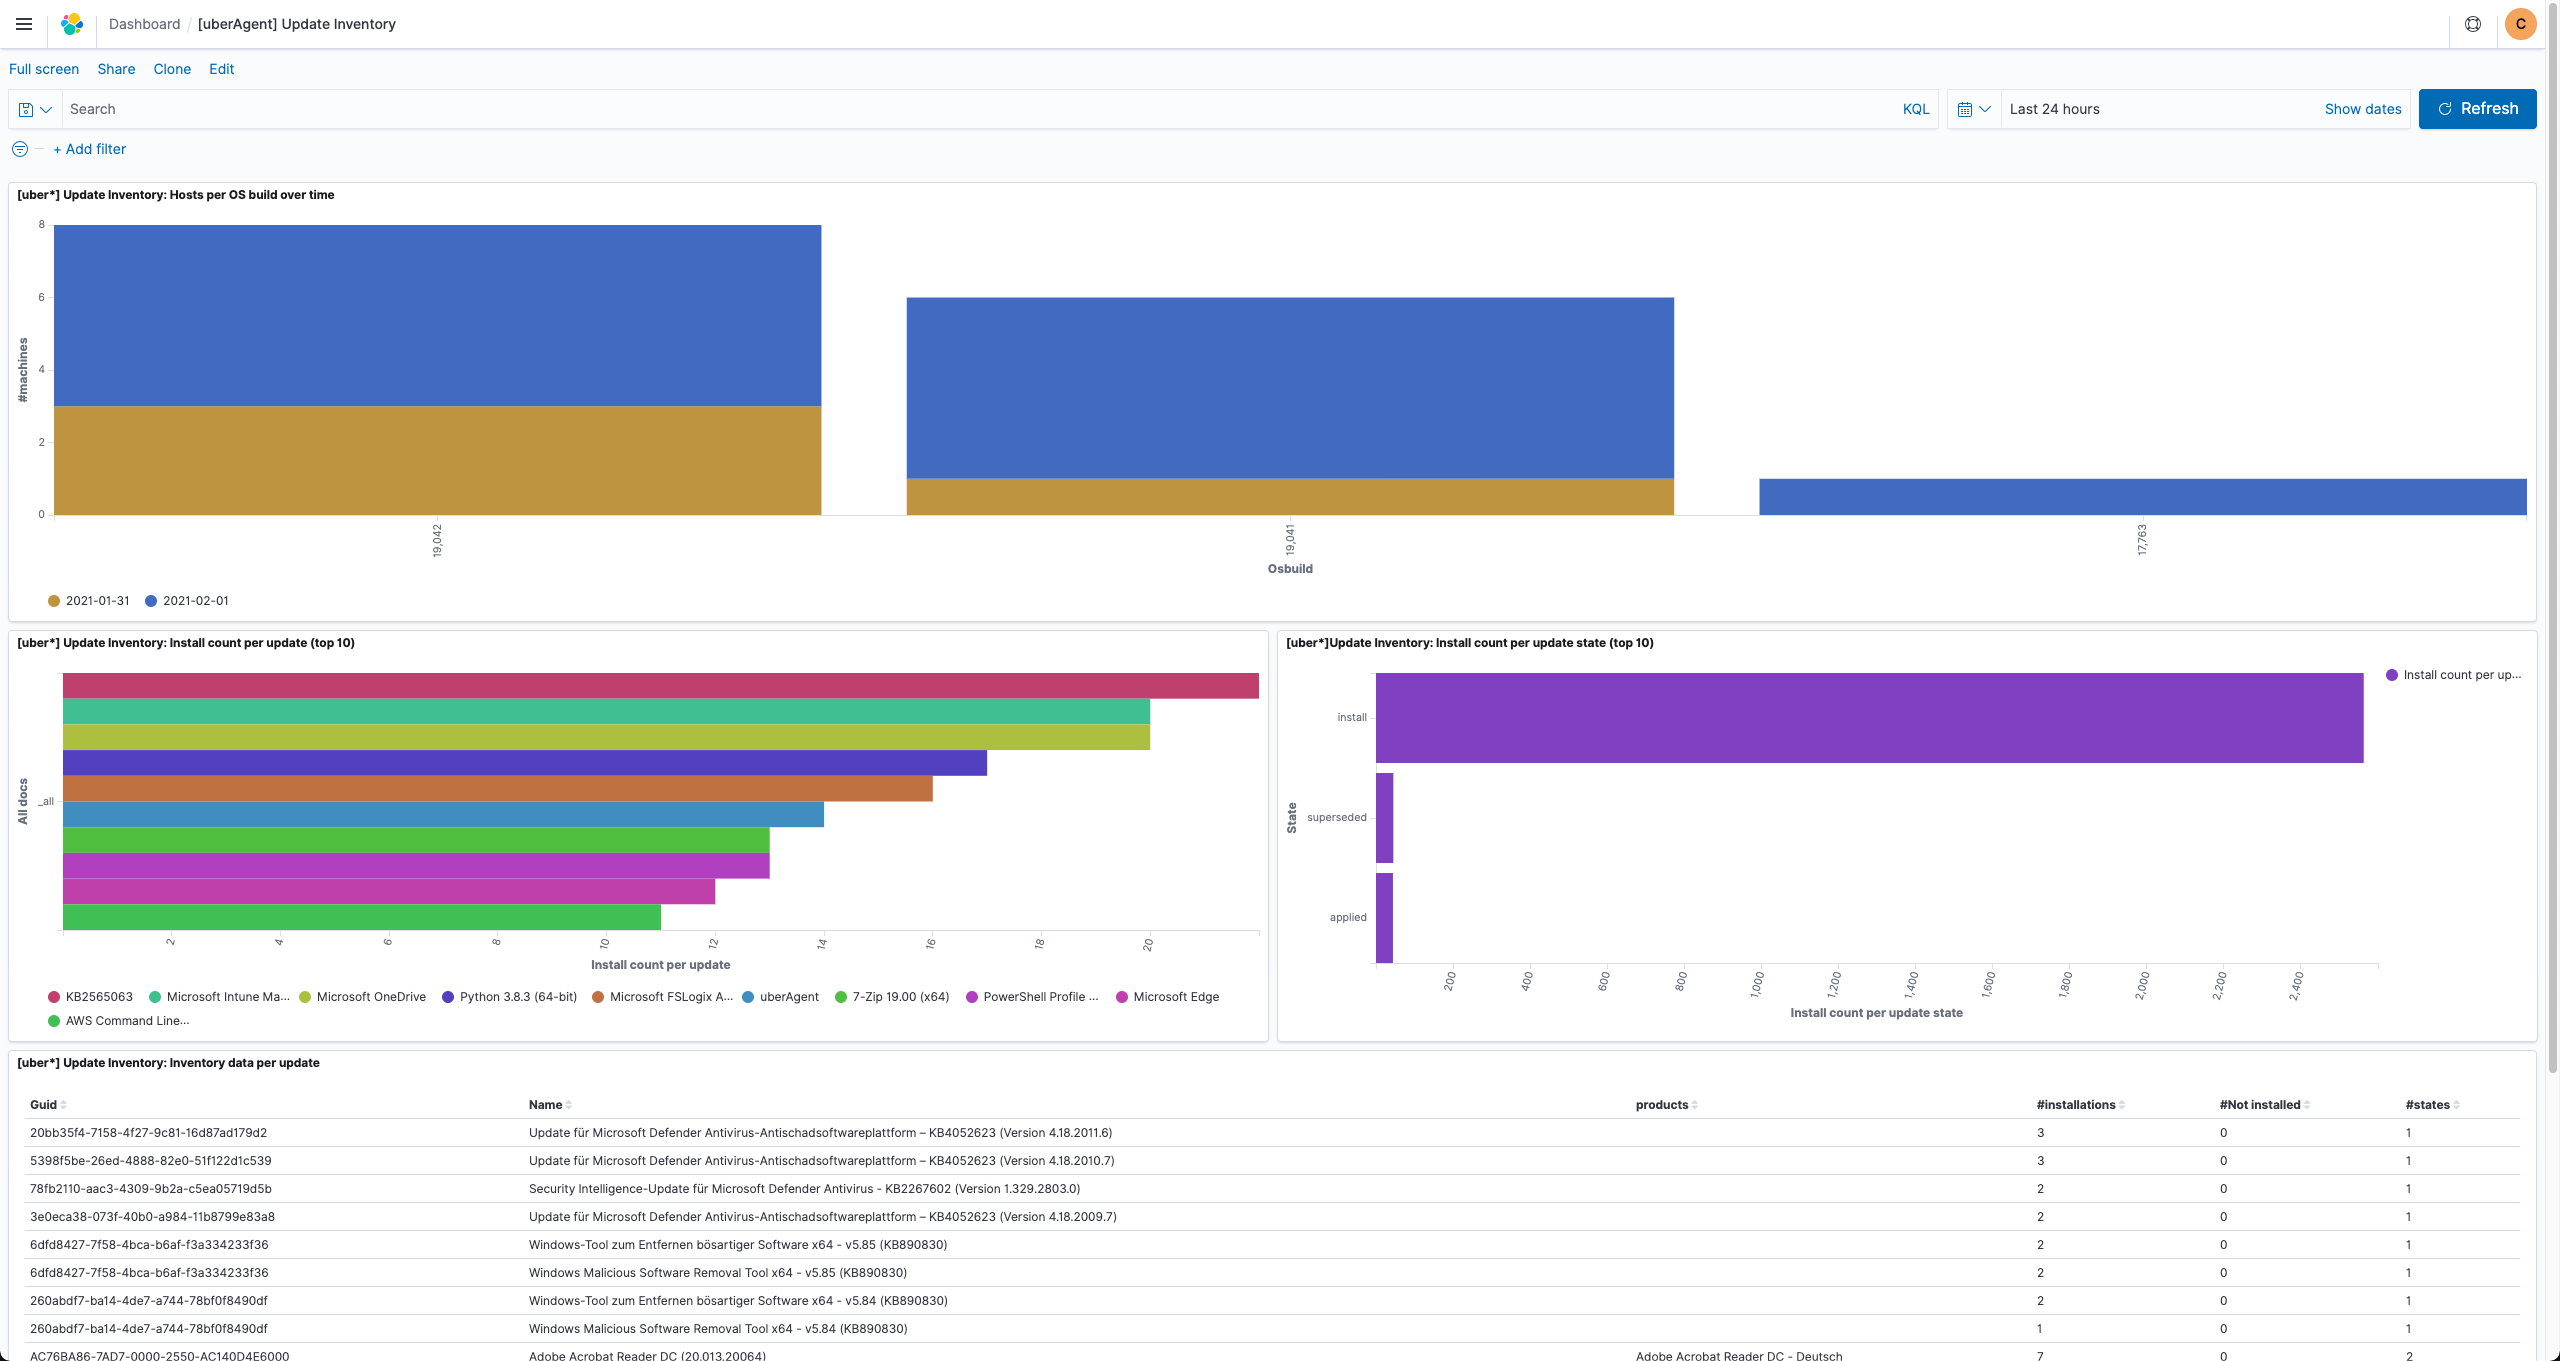 Dashboard / [uberAgent] Update Inventory
C
Full screen Share Clone Edit
Search KQL Last 24 hours Show dates Refresh
+ Add filter
[uber*] Update Inventory: Hosts per OS build over time
#machines
8
6
4
2
0
19,042 19,041 17,763
Osbuild
2021-01-31 2021-02-01
[uber*] Update Inventory: Install count per update (top 10)
All docs
_all
2 4 6 8 10 12 14 16 18 20
Install count per update
KB2565063 Microsoft Intune Ma... Microsoft OneDrive Python 3.8.3 (64-bit) Microsoft FSLogix A... uberAgent 7-Zip 19.00 (x64) PowerShell Profile ... Microsoft Edge
AWS Command Line...
[uber*]Update Inventory: Install count per update state (top 10)
Install count per up...
State
install
superseded
applied
200 400 600 800 1,000 1,200 1,400 1,600 1,800 2,000 2,200 2,400
Install count per update state
[uber*] Update Inventory: Inventory data per update
Guid Name products #installations #Not installed #states
20bb35f4-7158-4f27-9c81-16d87ad179d2 Update für Microsoft Defender Antivirus-Antischadsoftwareplattform – KB4052623 (Version 4.18.2011.6) 3 0 1
5398f5be-26ed-4888-82e0-51f122d1c539 Update für Microsoft Defender Antivirus-Antischadsoftwareplattform – KB4052623 (Version 4.18.2010.7) 3 0 1
78fb2110-aac3-4309-9b2a-c5ea05719d5b Security Intelligence-Update für Microsoft Defender Antivirus - KB2267602 (Version 1.329.2803.0) 2 0 1
3e0eca38-073f-40b0-a984-11b8799e83a8 Update für Microsoft Defender Antivirus-Antischadsoftwareplattform – KB4052623 (Version 4.18.2009.7) 2 0 1
6dfd8427-7f58-4bca-b6af-f3a334233f36 Windows-Tool zum Entfernen bösartiger Software x64 - v5.85 (KB890830) 2 0 1
6dfd8427-7f58-4bca-b6af-f3a334233f36 Windows Malicious Software Removal Tool x64 - v5.85 (KB890830) 2 0 1
260abdf7-ba14-4de7-a744-78bf0f8490df Windows-Tool zum Entfernen bösartiger Software x64 - v5.84 (KB890830) 2 0 1
260abdf7-ba14-4de7-a744-78bf0f8490df Windows Malicious Software Removal Tool x64 - v5.84 (KB890830) 1 0 1
AC76BA86-7AD7-0000-2550-AC140D4E6000 Adobe Acrobat Reader DC (20.013.20064) Adobe Acrobat Reader DC - Deutsch 7 0 2